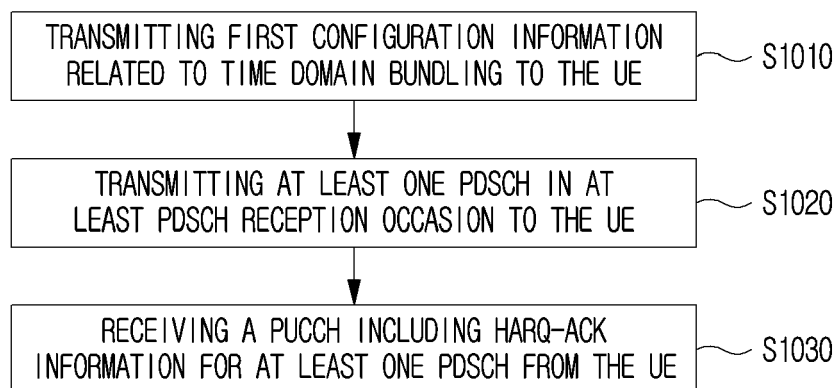 TRANSMITTING FIRST CONFIGURATION INFORMATION
RELATED TO TIME DOMAIN BUNDLING TO THE UE
S1010
TRANSMITTING AT LEAST ONE PDSCH IN AT
LEAST PDSCH RECEPTION OCCASION TO THE UE
S1020
RECEIVING A PUCCH INCLUDING HARQ-ACK
INFORMATION FOR AT LEAST ONE PDSCH FROM THE UE
S1030